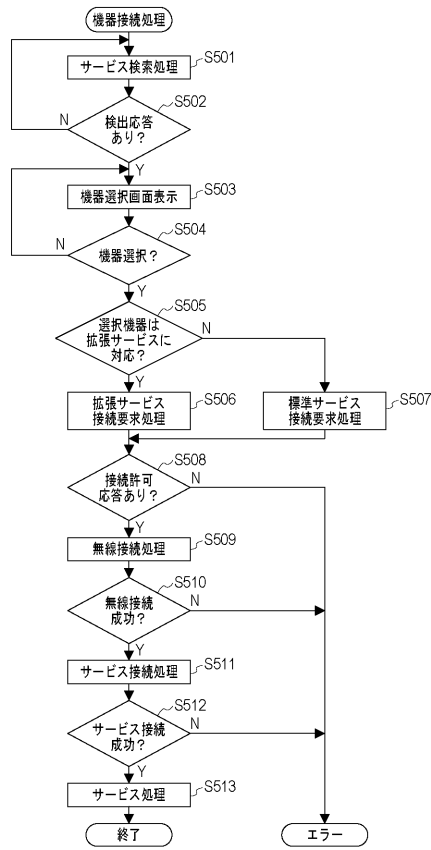 機器接続処理
サービス検索処理
S501
S502
検出応答
あり?
N
Y
機器選択画面表示
S503
S504
機器選択?
N
Y
S505
選択機器は
拡張サービスに
対応?
N
Y
拡張サービス
接続要求処理
S506
標準サービス
接続要求処理
S507
S508
接続許可
応答あり?
N
Y
無線接続処理
S509
S510
無線接続
成功?
N
Y
サービス接続処理
S511
S512
サービス接続
成功?
N
Y
サービス処理
S513
終了
エラー